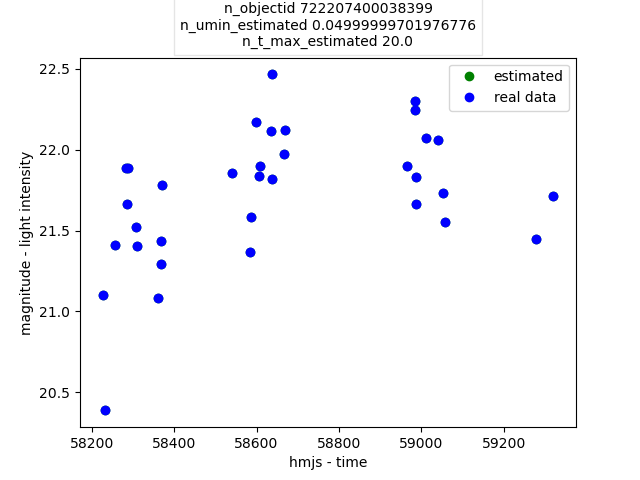 n_objectid 722207400038399
n_umin_estimated 0.04999999701976776
n_t_max_estimated 20.0
22.5
22.0
21.5
21.0
20.5
magnitude - light intensity
estimated
real data
58200 58400 58600 58800 59000 59200
hmjs - time